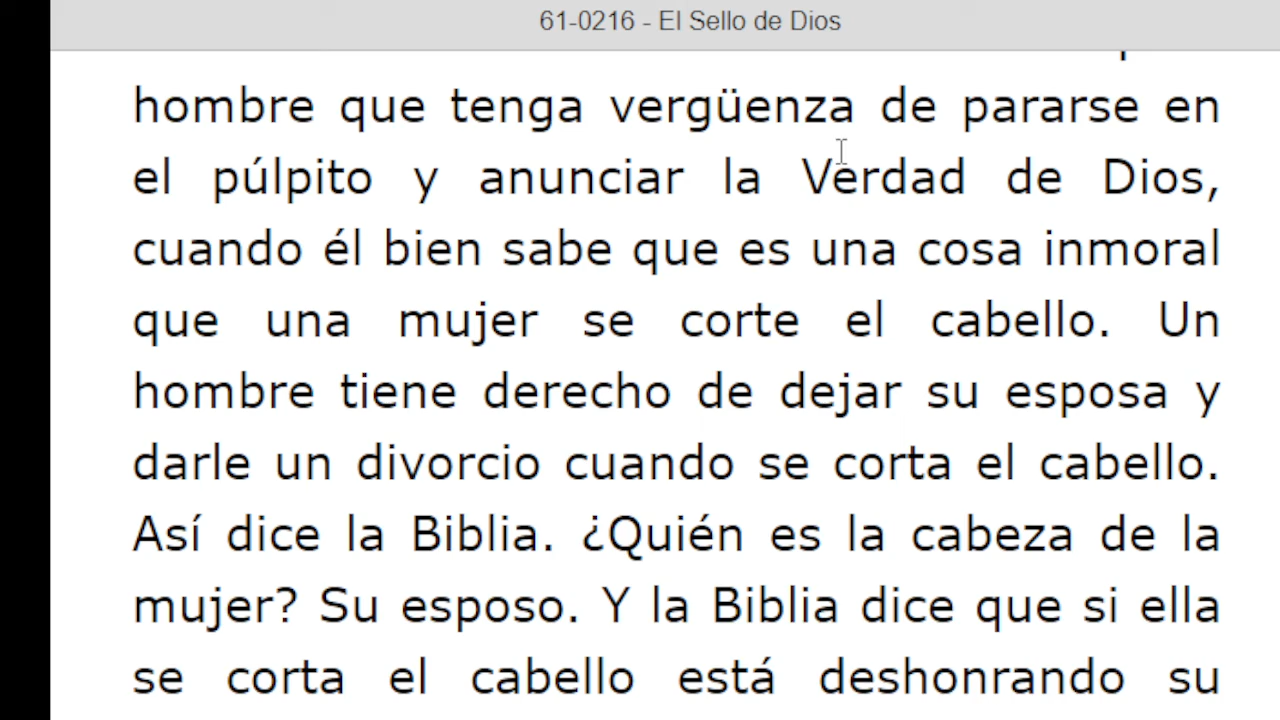 61-0216 - El Sello de Dios
hombre que tenga vergüenza de pararse en
el púlpito y anunciar la Verdad de Dios,
cuando él bien sabe que es una cosa inmoral
que una mujer se corte el cabello. Un
hombre tiene derecho de dejar su esposa y
darle un divorcio cuando se corta el cabello.
Así dice la Biblia. ¿Quién es la cabeza de la
mujer? Su esposo. Y la Biblia dice que si ella
se corta el cabello está deshonrando su